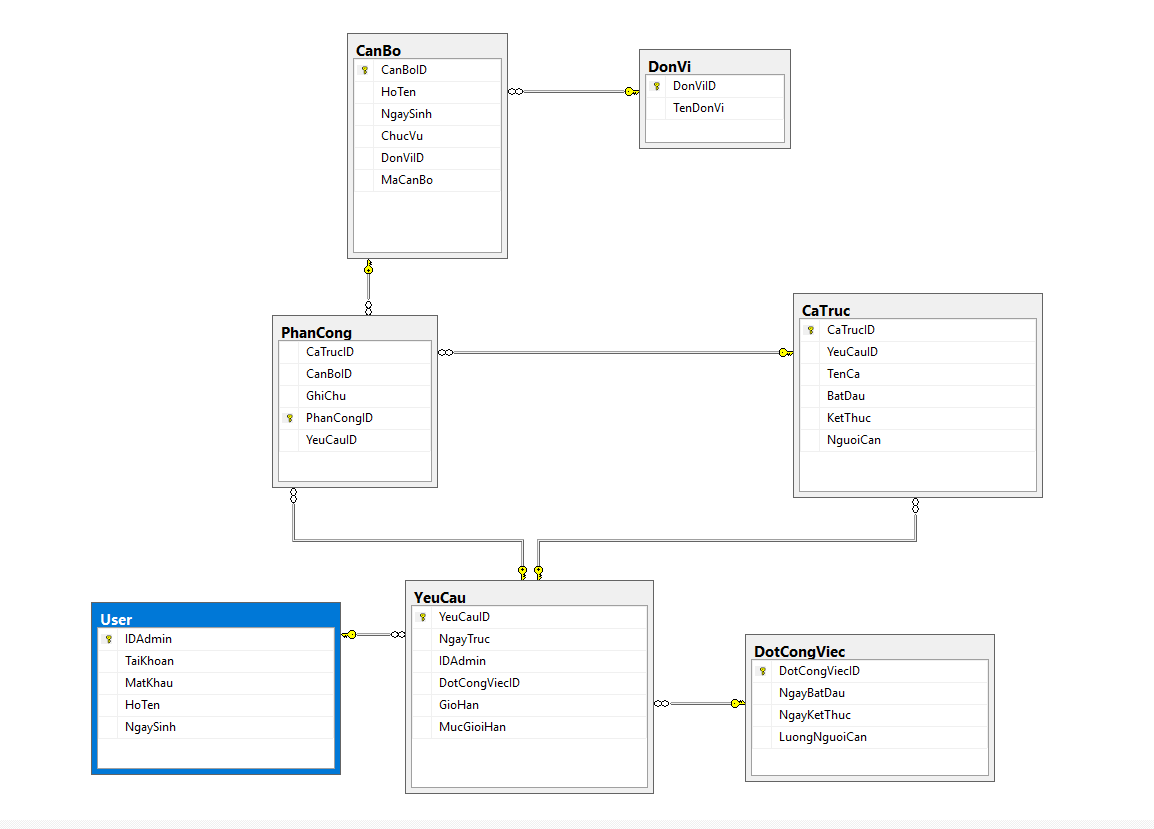 CanBo
CanBoID
HoTen
NgaySinh
ChucVu
DonViID
MaCanBo
DonVi
DonViID
TenDonVi
PhanCong
CaTrucID
CanBoID
GhiChu
PhanCongID
YeuCauID
CaTruc
CaTrucID
YeuCauID
TenCa
BatDau
KetThuc
NguoiCan
User
IDAdmin
TaiKhoan
MatKhau
HoTen
NgaySinh
YeuCau
YeuCauID
NgayTruc
IDAdmin
DotCongViecID
GioHan
MucGioiHan
DotCongViec
DotCongViecID
NgayBatDau
NgayKetThuc
LuongNguoiCan